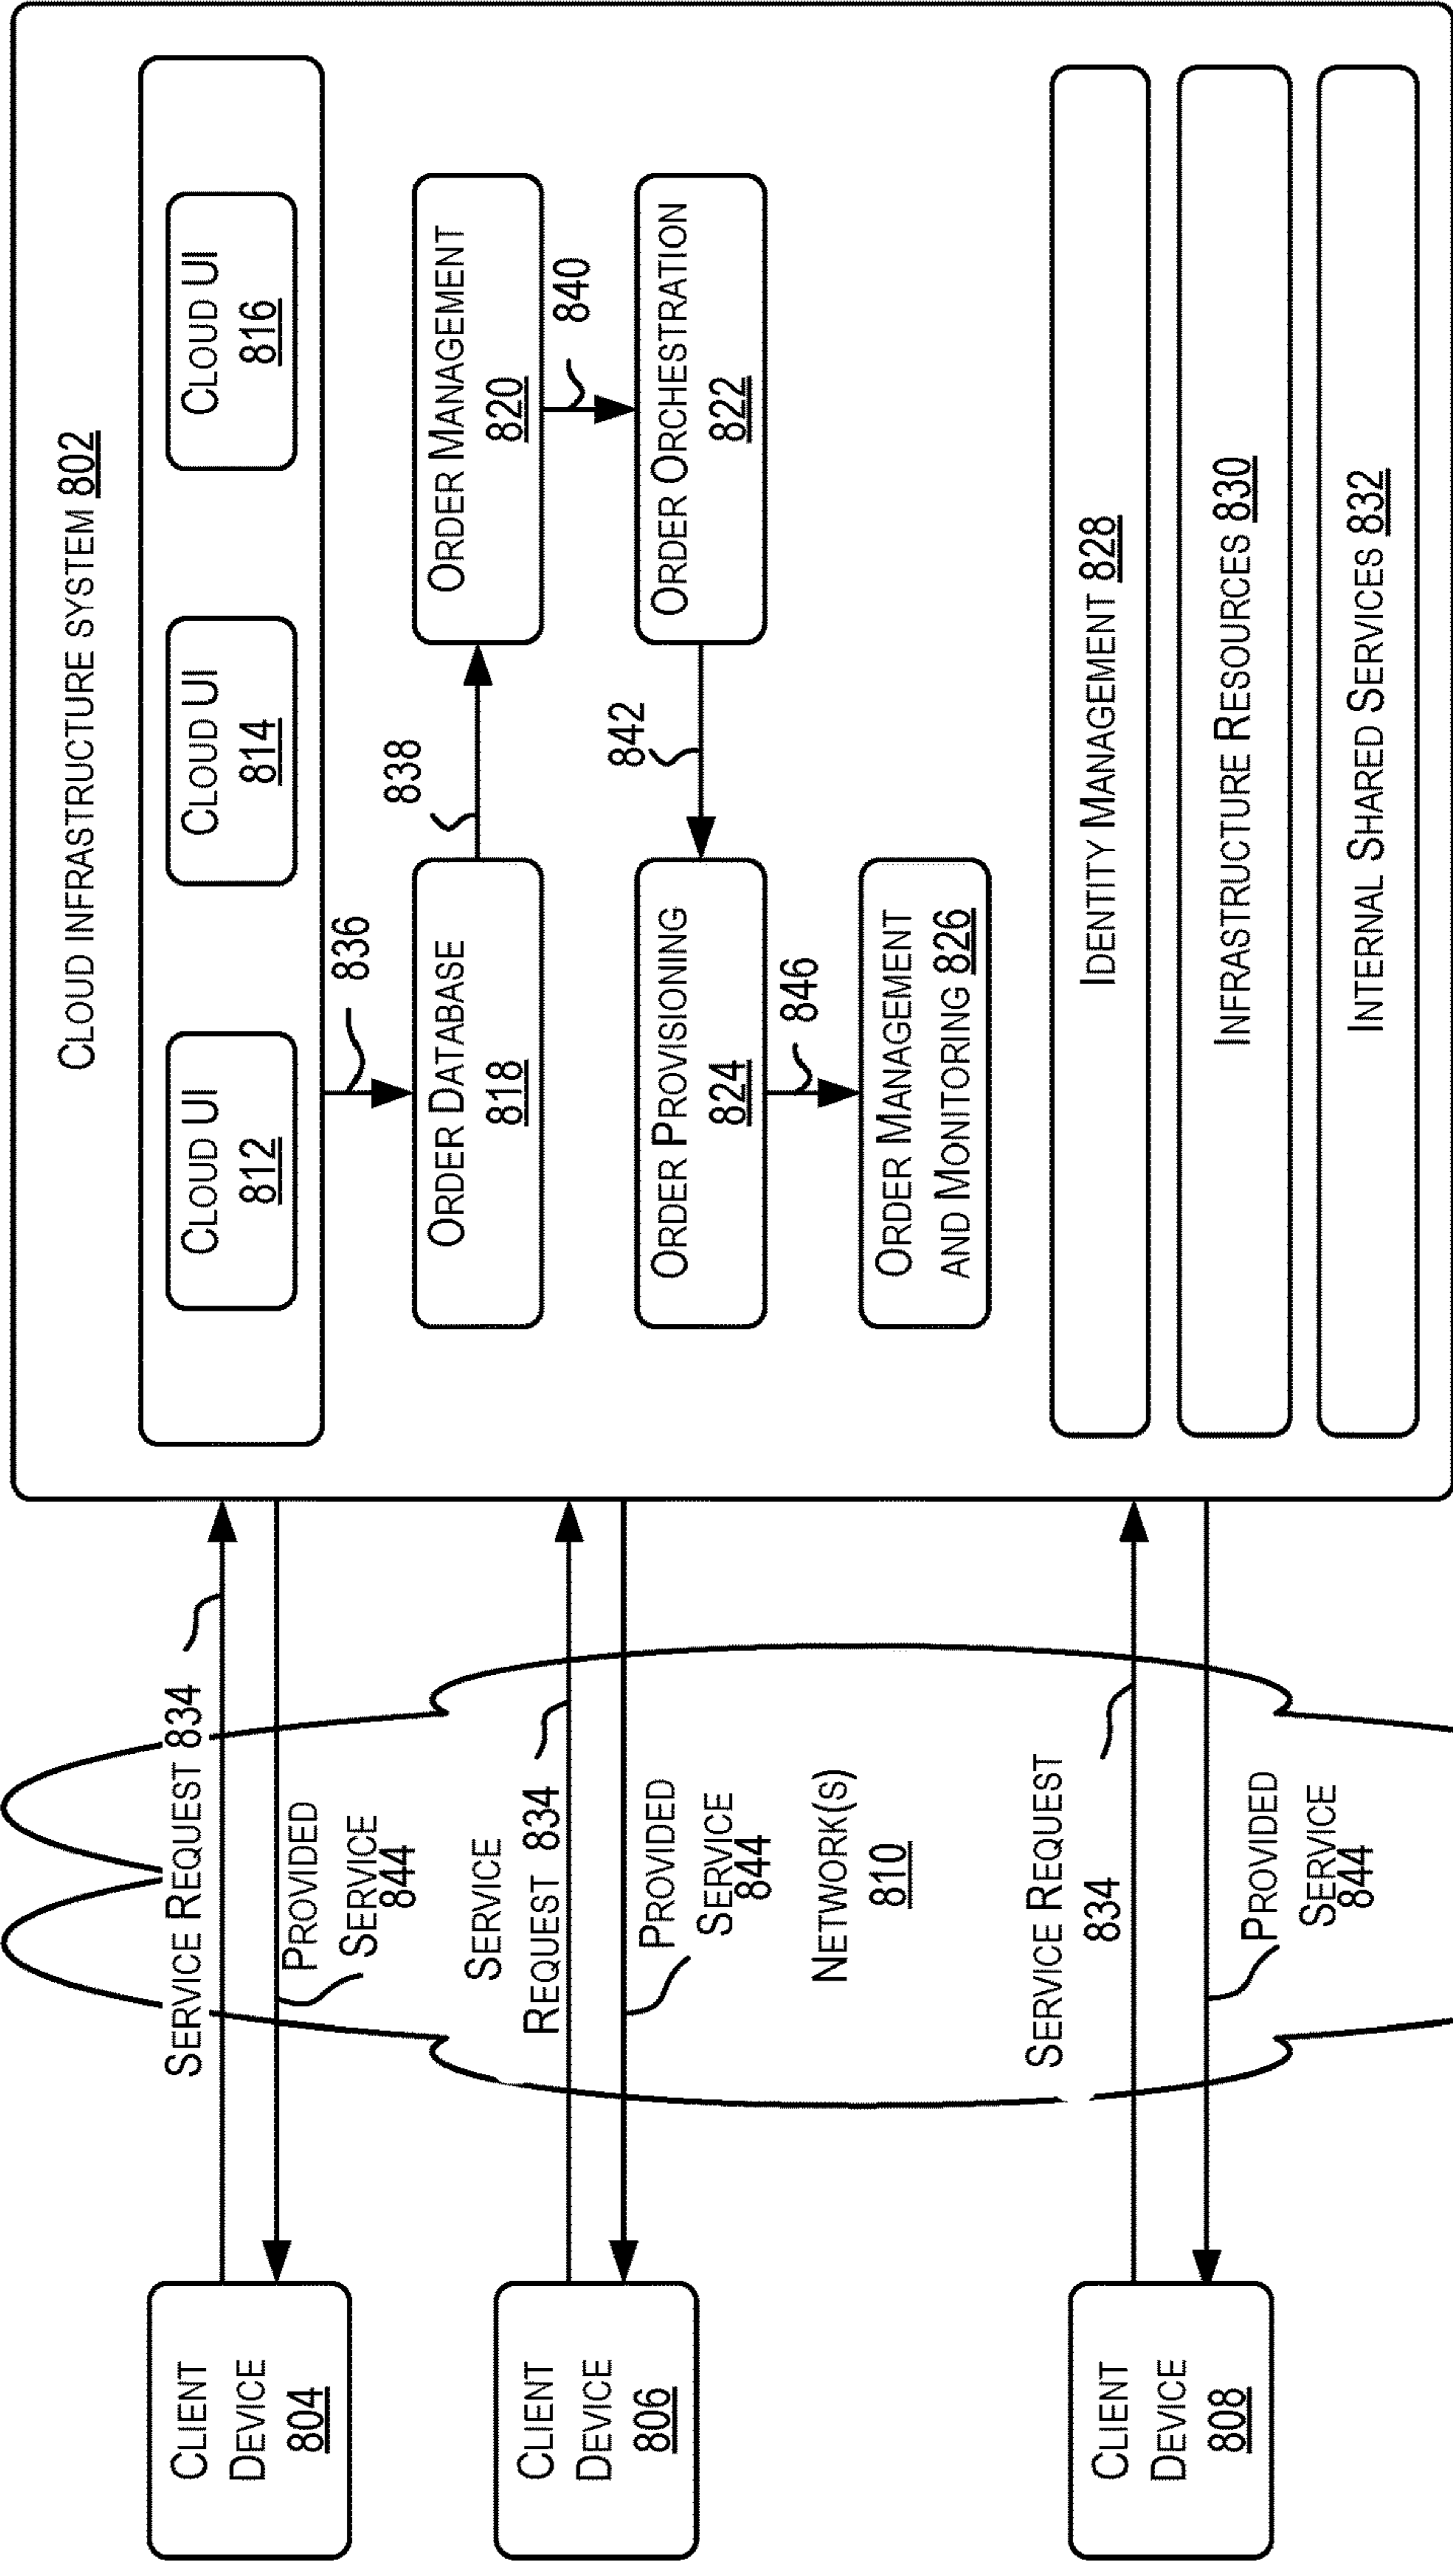 CLOUD INFRASTRUCTURE SYSTEM 802
CLOUD UI
812
CLOUD UI
814
CLOUD UI
816
836
ORDER DATABASE
818
838
ORDER MANAGEMENT
820
840
ORDER ORCHESTRATION
822
842
ORDER PROVISIONING
824
846
ORDER MANAGEMENT
AND MONITORING 826
IDENTITY MANAGEMENT 828
INFRASTRUCTURE RESOURCES 830
INTERNAL SHARED SERVICES 832
CLIENT
DEVICE
804
SERVICE REQUEST 834
PROVIDED
SERVICE
844
CLIENT
DEVICE
806
SERVICE
REQUEST 834
PROVIDED
SERVICE
844
NETWORK(S)
810
CLIENT
DEVICE
808
SERVICE REQUEST
834
PROVIDED
SERVICE
844